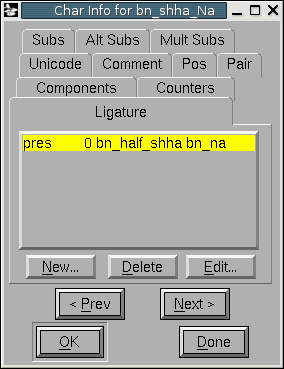 Char Info for bn_shha_Na
Subs Alt Subs Mult Subs
Unicode Comment Pos Pair
Components Counters
Ligature
pres 0 bn_half_shha bn_na
New... Delete Edit...
< Prev Next >
OK Done